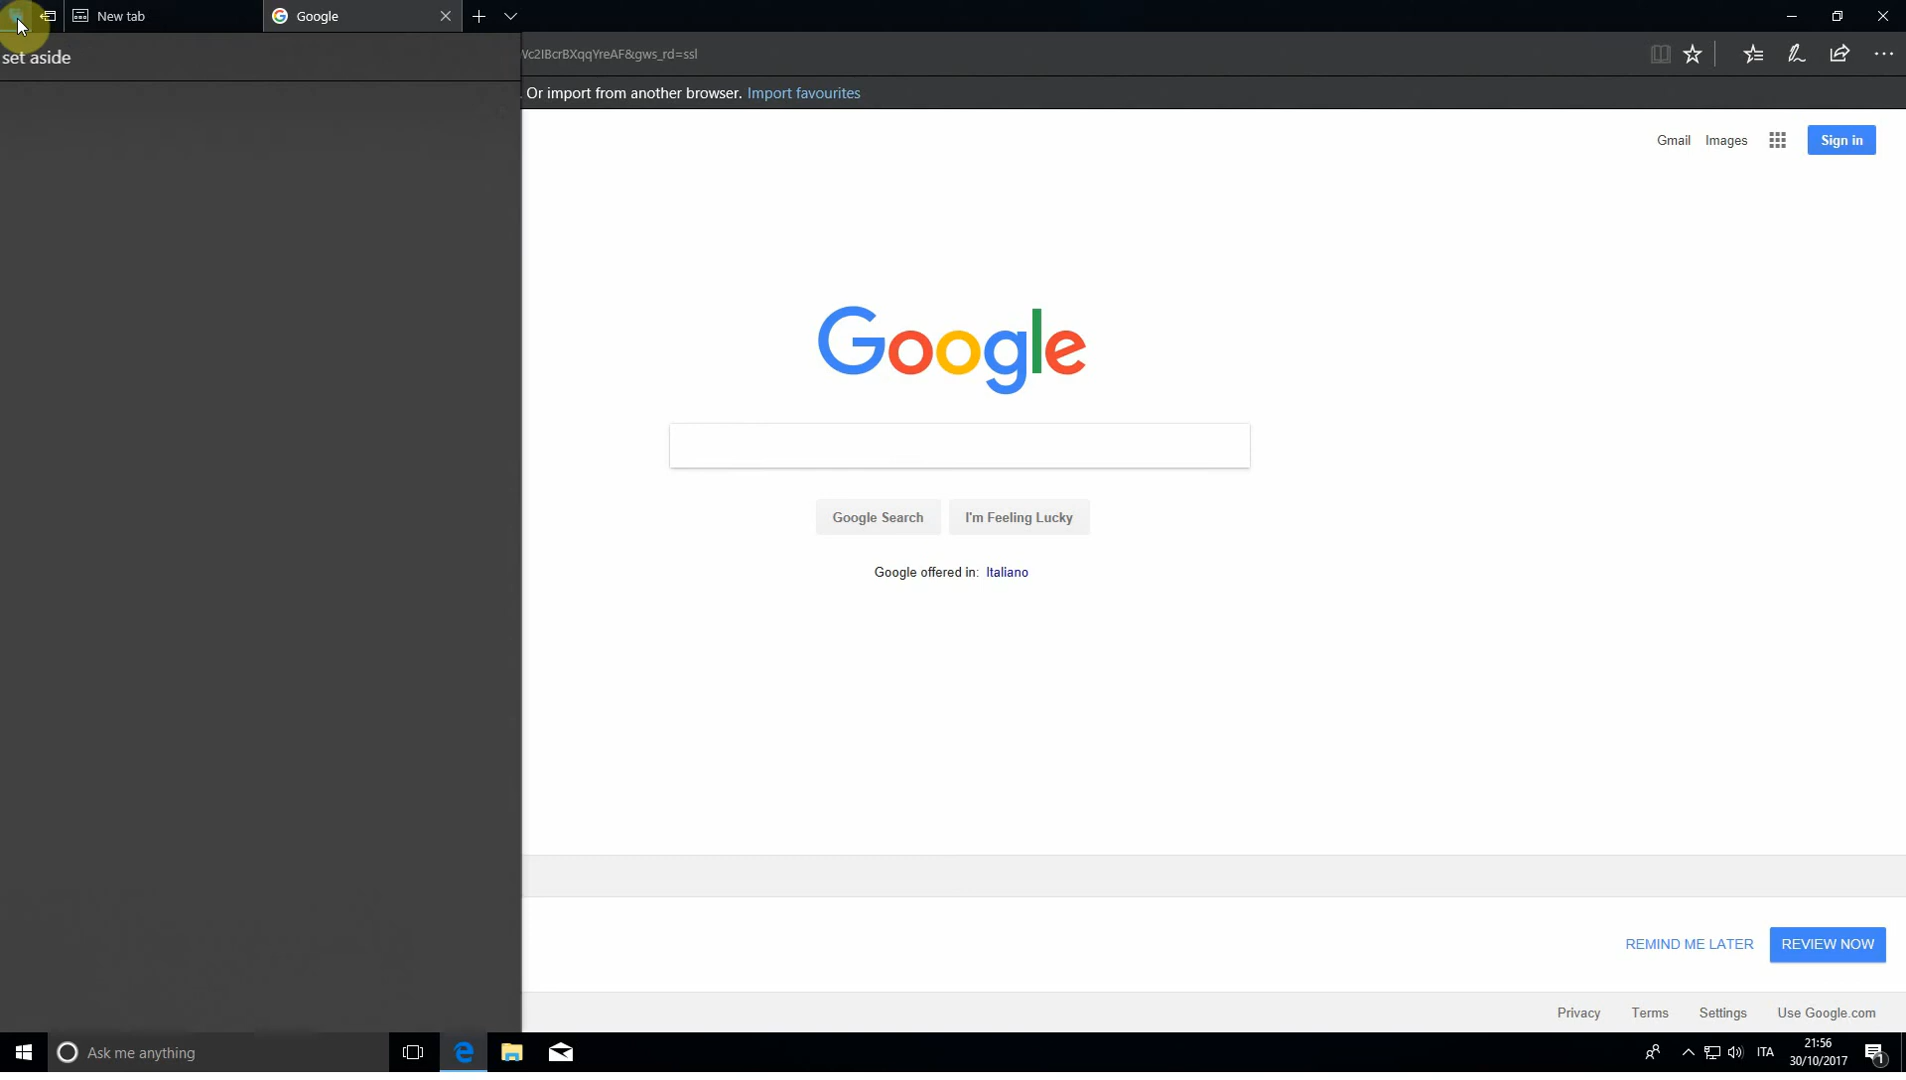 New tab
Google
set aside
Wc2IBcrBXqqYreAF&gws_rd=ssl
Or import from another browser. Import favourites
Gmail Images Sign in
Google
Google Search I'm Feeling Lucky
Google offered in: Italiano
REMIND ME LATER REVIEW NOW
Privacy Terms Settings Use Google.com
Ask me anything
ITA
21:56
30/10/2017
1